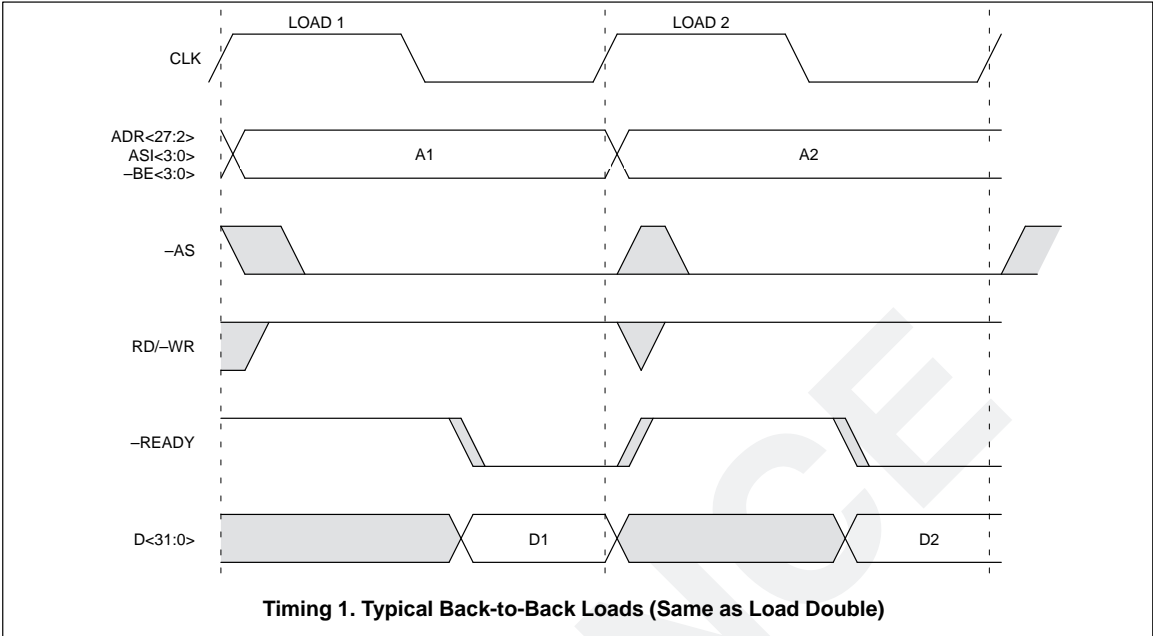 LOAD 1 LOAD 2
CLK
ADR<27:2>
ASI<3:0>
–BE<3:0>
A1 A2
–AS
RD/–WR
–READY
D<31:0> D1 D2
Timing 1. Typical Back-to-Back Loads (Same as Load Double)
NCE